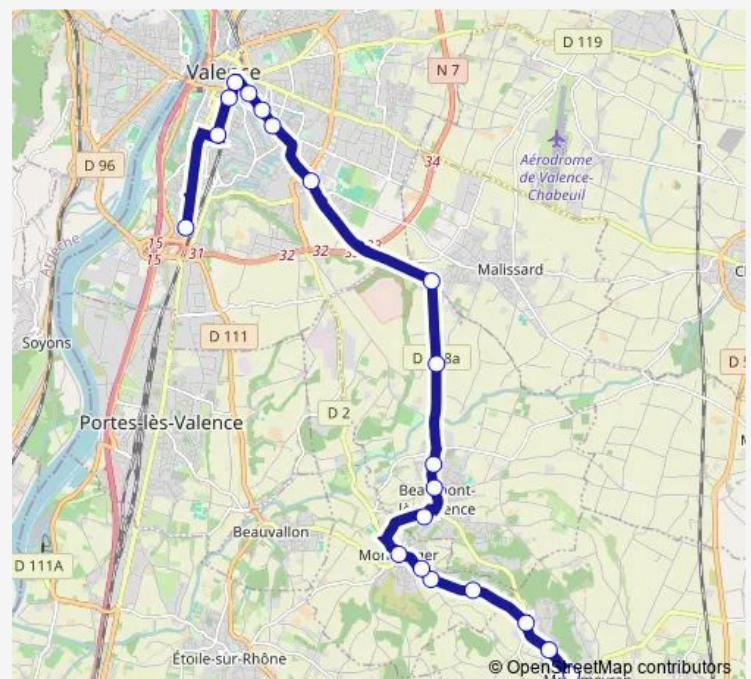 D 119
Valence
N 7
D 96
34
Aérodrome
de Valence-
Chabeuil
Ardèche
15
15
31
32
32
Malissard
D 111
Soyons
D 2
Portes-lès-Valence
Beauvallon
D 111A
Étoile-sur-Rhône
© OpenStreetMap contributors